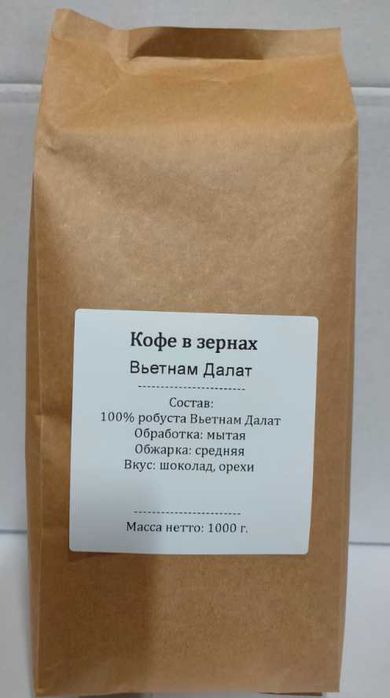 Кофе в зернах
Вьетнам Далат
------------------------
Состав:
100% робуста Вьетнам Далат
Обработка: мытая
Обжарка: средняя
Вкус: шоколад, орехи
------------------------
Масса нетто: 1000 г.